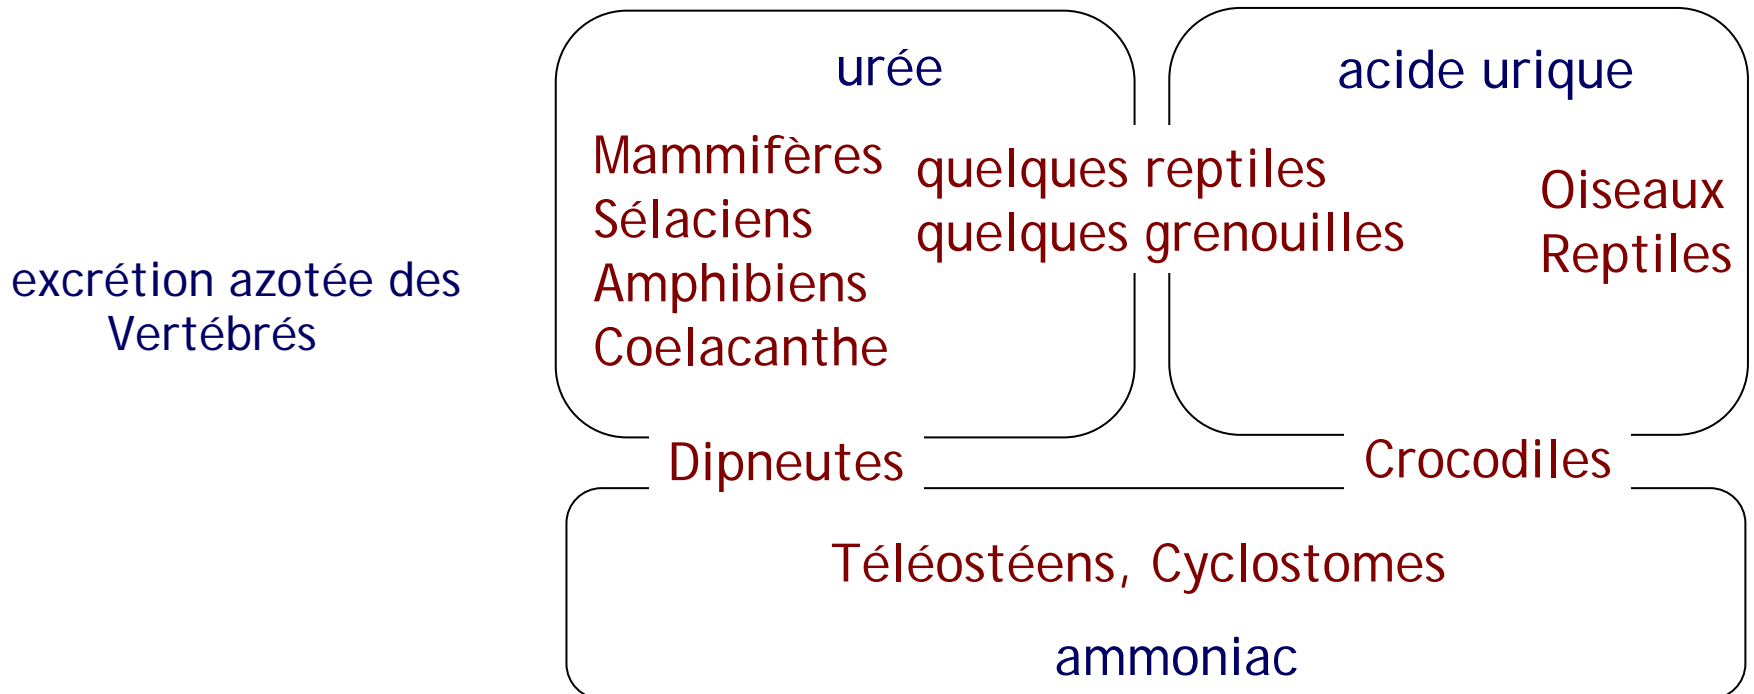 urée
acide urique
Mammifères
Sélaciens
Amphibiens
Coelacanthe
quelques reptiles
quelques grenouilles
Oiseaux
Reptiles
excrétion azotée des
Vertébrés
Dipneutes
Crocodiles
Téléostéens, Cyclostomes
ammoniac